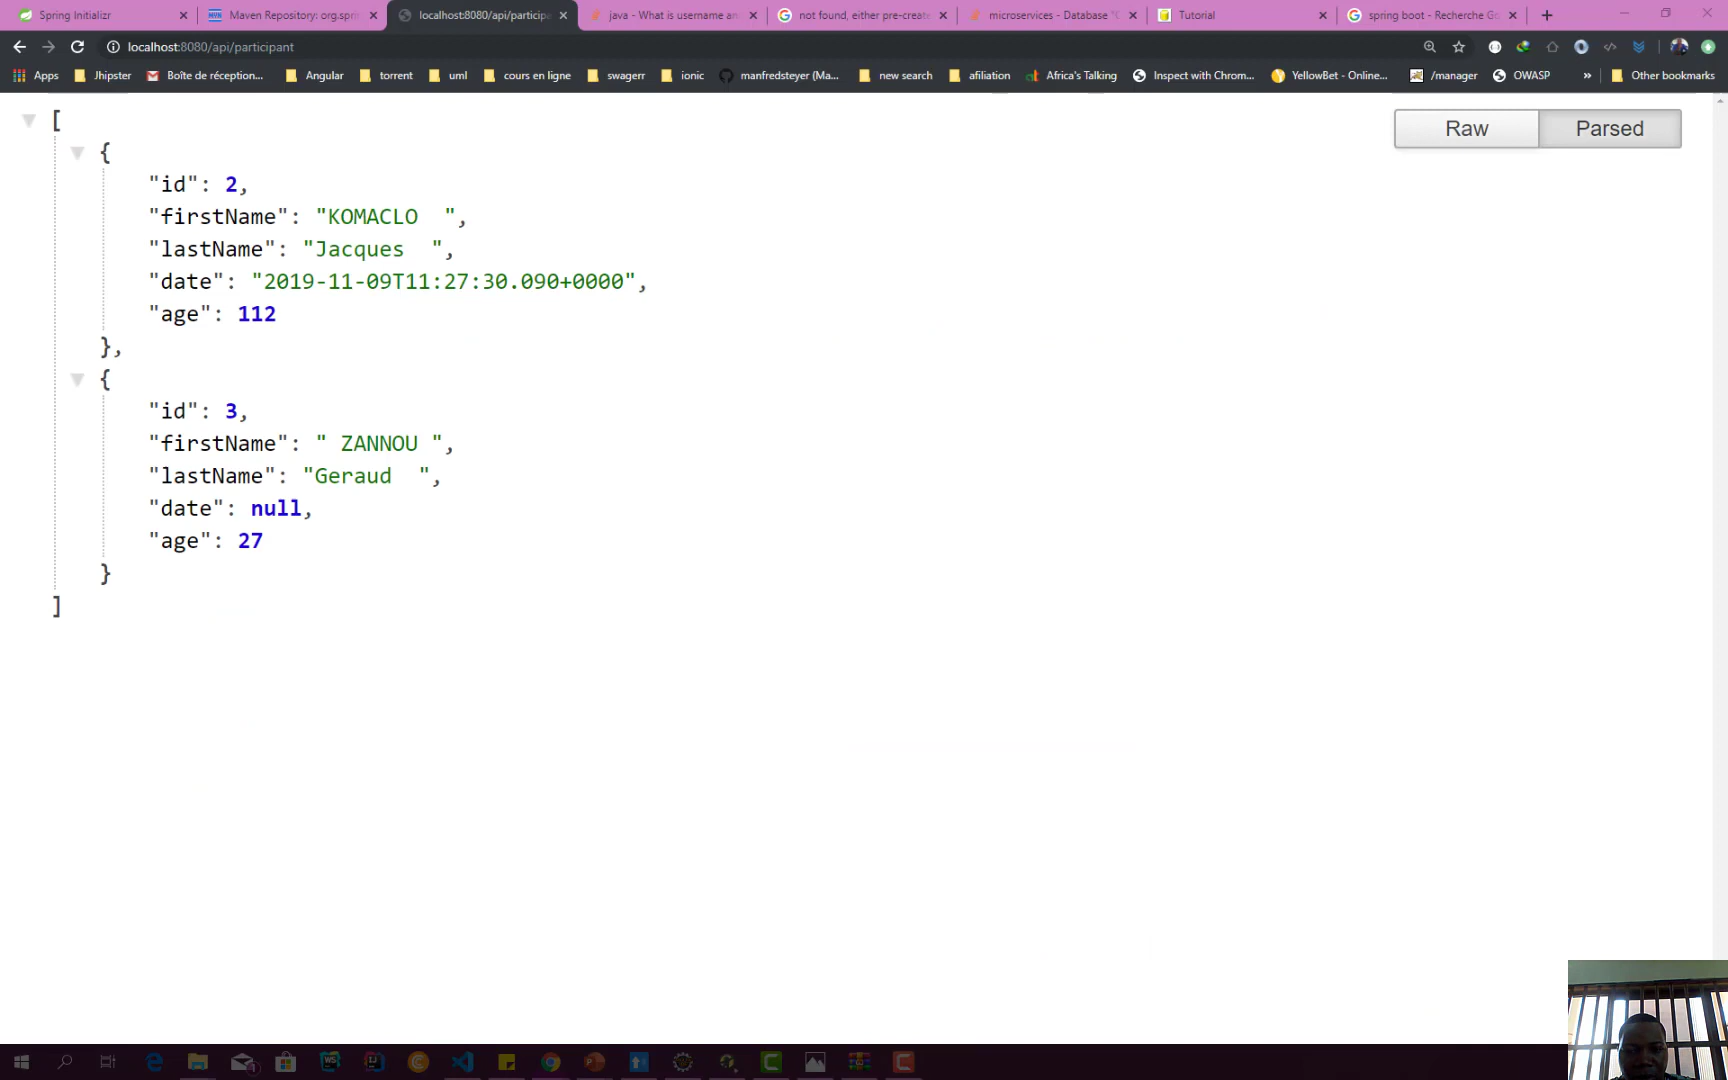 Spring Initializr
Maven Repository: org.spri
localhost:8080/api/participa
java - What is username an
not found, either pre-create
microservices - Database "C
Tutorial
spring boot - Recherche Go
localhost:8080/api/participant
Apps
Jhipster
Boîte de réception...
Angular
torrent
uml
cours en ligne
swagerr
ionic
manfredsteyer (Ma...
new search
afiliation
Africa's Talking
Inspect with Chrom...
YellowBet - Online...
/manager
OWASP
»
Other bookmarks
Raw
Parsed
[
{
"id": 2,
"firstName": "KOMACLO  ",
"lastName": "Jacques  ",
"date": "2019-11-09T11:27:30.090+0000",
"age": 112
},
{
"id": 3,
"firstName": " ZANNOU ",
"lastName": "Geraud  ",
"date": null,
"age": 27
}
]